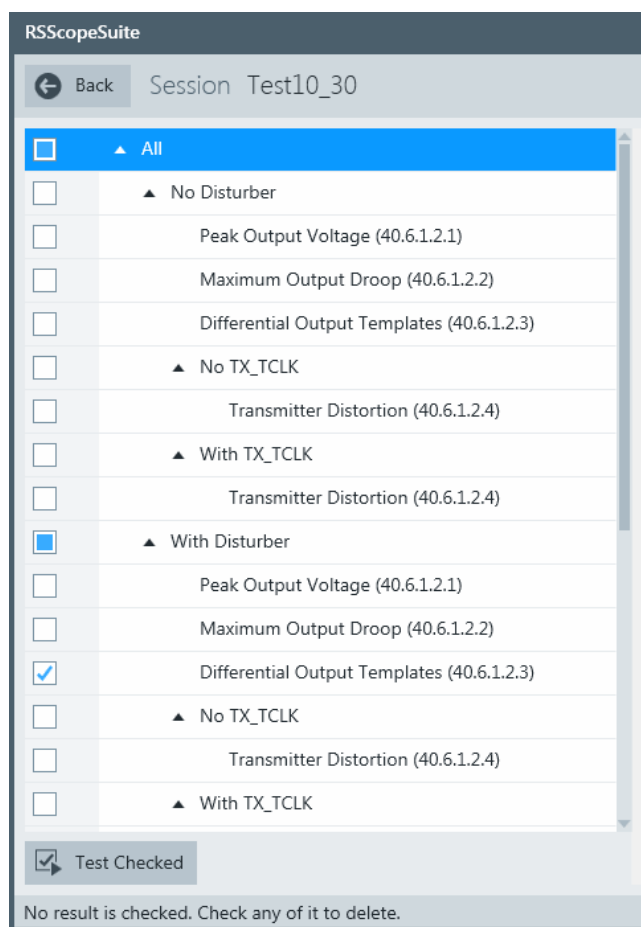 RSScopeSuite
Back Session Test10_30
All
No Disturber
Peak Output Voltage (40.6.1.2.1)
Maximum Output Droop (40.6.1.2.2)
Differential Output Templates (40.6.1.2.3)
No TX_TCLK
Transmitter Distortion (40.6.1.2.4)
With TX_TCLK
Transmitter Distortion (40.6.1.2.4)
With Disturber
Peak Output Voltage (40.6.1.2.1)
Maximum Output Droop (40.6.1.2.2)
Differential Output Templates (40.6.1.2.3)
No TX_TCLK
Transmitter Distortion (40.6.1.2.4)
With TX_TCLK
Test Checked
No result is checked. Check any of it to delete.